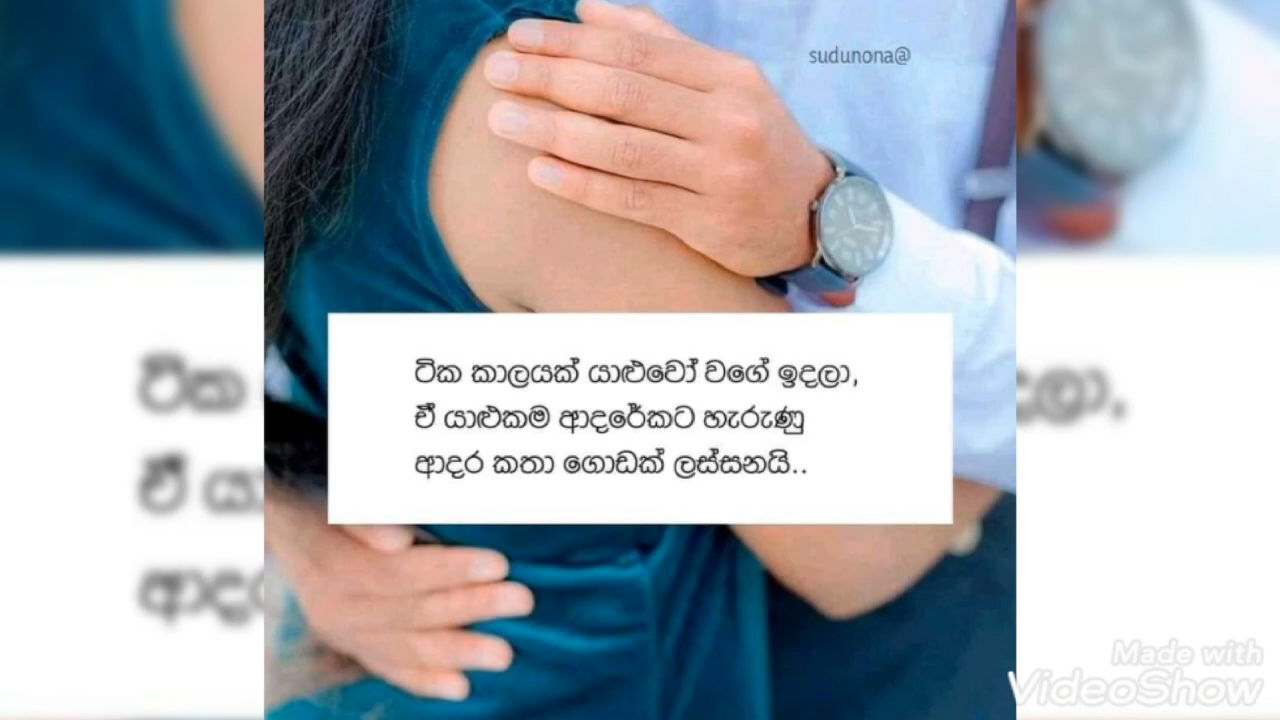 sudunona@
ටික කාලයක් යාළුවෝ වගේ ඉදලා,
ඒ යාළුකම ආදරේකට හැරුණු
ආදර කතා ගොඩක් ලස්සනයි..
Made with
VideoShow